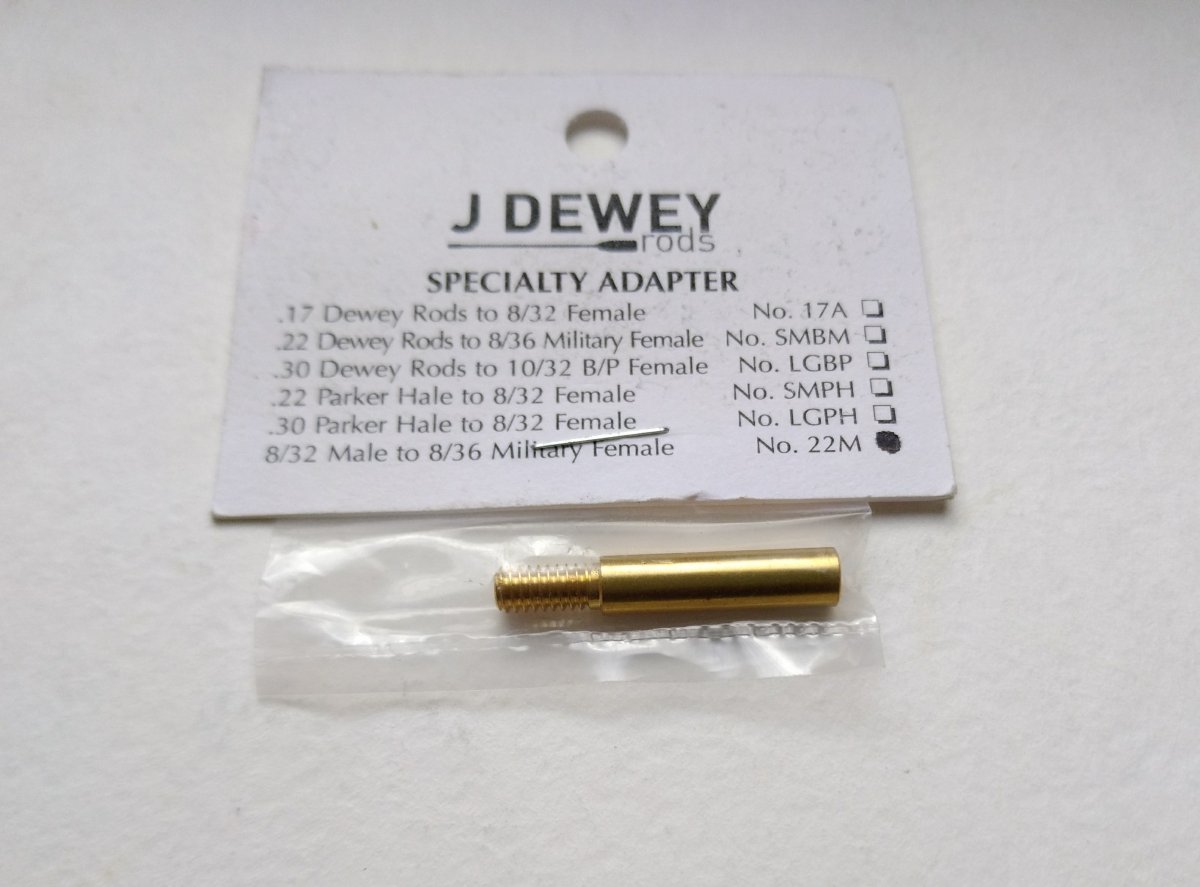 J DEWEY
rods
SPECIALTY ADAPTER
.17 Dewey Rods to 8/32 Female No. 17A
.22 Dewey Rods to 8/36 Military Female No. SMBM
.30 Dewey Rods to 10/32 B/P Female No. LGBP
.22 Parker Hale to 8/32 Female No. SMPH
.30 Parker Hale to 8/32 Female No. LGPH
8/32 Male to 8/36 Military Female No. 22M